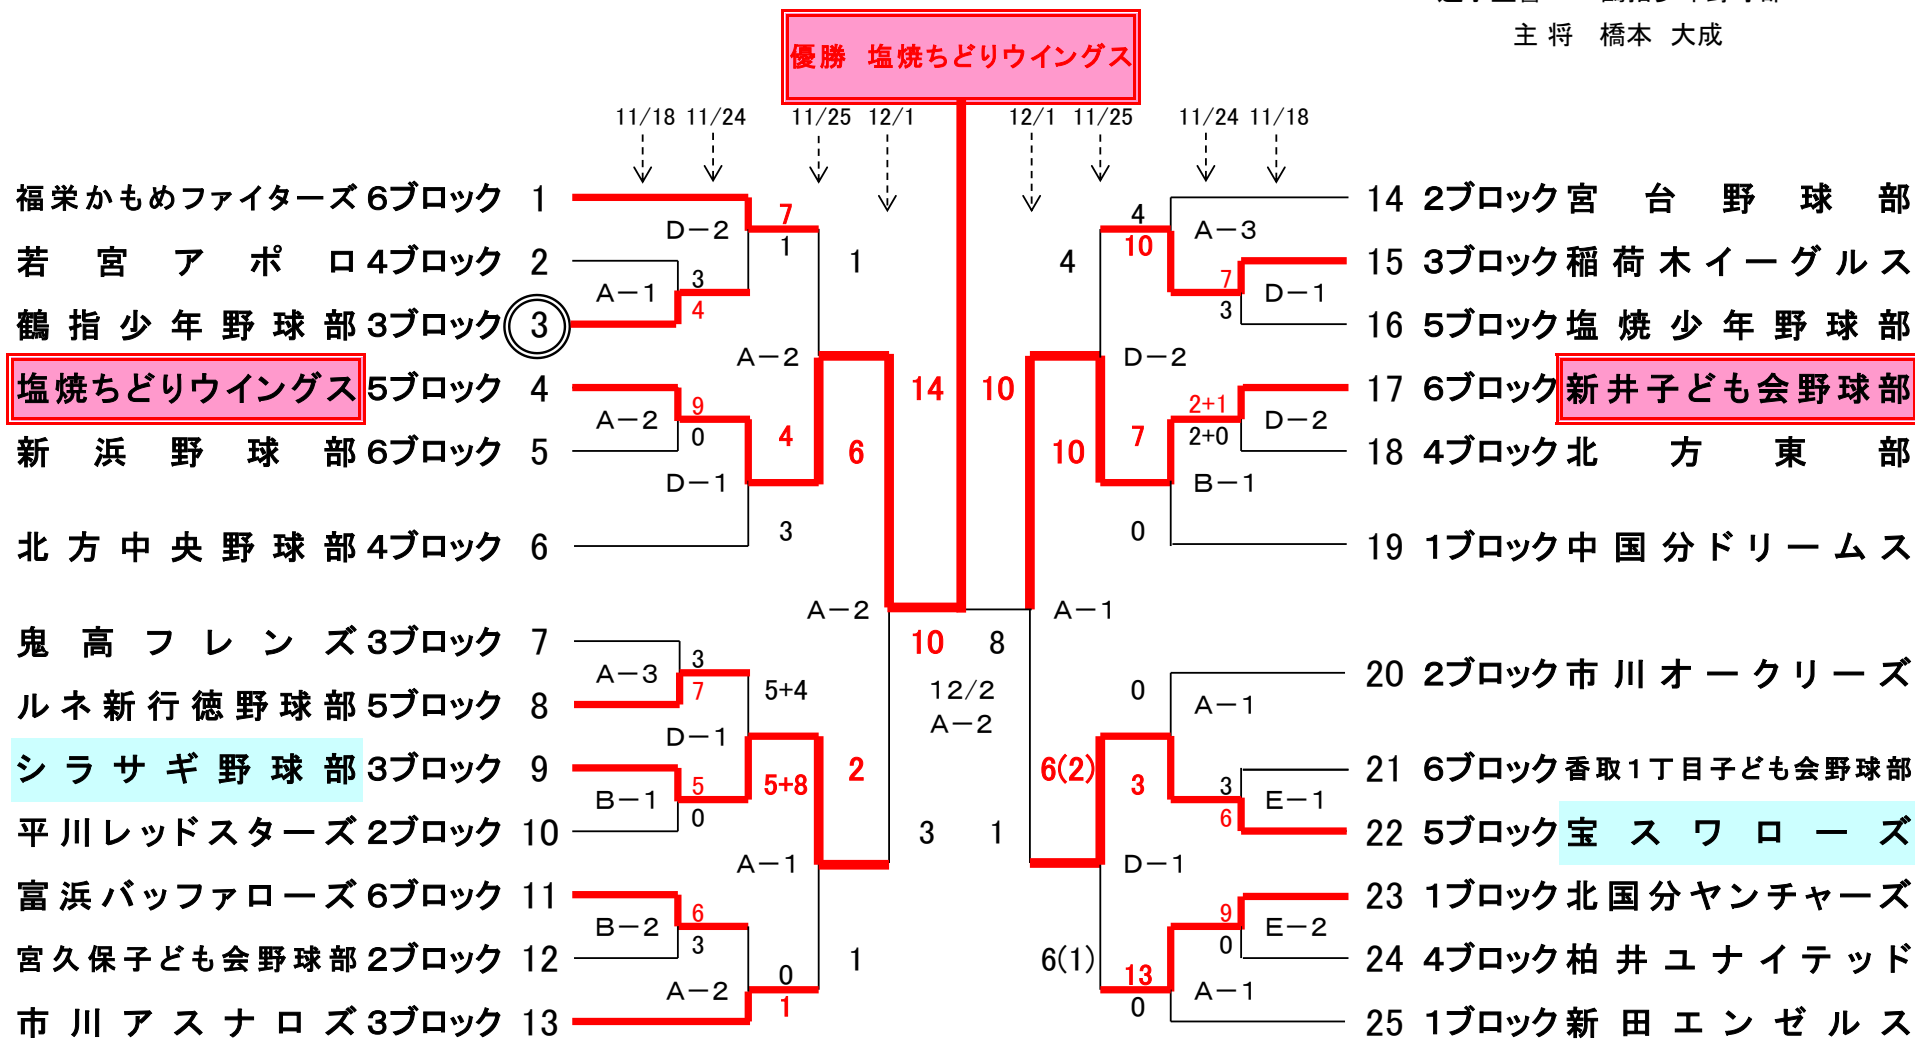 主将 橋本 大成
優勝 塩焼ちどりウイングス
11/18 11/24 11/25 12/1 12/1 11/25 11/24 11/18
福栄かもめファイターズ 6ブロック 1
若宮アポロ 4ブロック 2
鶴指少年野球部 3ブロック 3
塩焼ちどりウイングス 5ブロック 4
新浜野球部 6ブロック 5
北方中央野球部 4ブロック 6
鬼高フレンズ 3ブロック 7
ルネ新行徳野球部 5ブロック 8
シラサギ野球部 3ブロック 9
平川レッドスターズ 2ブロック 10
富浜バッファローズ 6ブロック 11
宮久保子ども会野球部 2ブロック 12
市川アスナロズ 3ブロック 13
D-2 7 1
A-1 3 4
A-2 9 0
D-1 4 3
A-2 1 6
A-3 3 7
D-1 5+4 5+8
B-1 5 0
A-1 2 1
B-2 6 3
A-2 0 1
A-2 14 3
10 8
12/2
A-2
A-1 10 1
4 10 A-3
7 3 D-1
4 10 D-2
2+1 2+0 D-2
7 0 B-1
0 3 A-1
3 6 E-1
6(2) 6(1) D-1
9 0 E-2
13 0 A-1
14 2ブロック 宮台野球部
15 3ブロック 稲荷木イーグルス
16 5ブロック 塩焼少年野球部
17 6ブロック 新井子ども会野球部
18 4ブロック 北方東部
19 1ブロック 中国分ドリームス
20 2ブロック 市川オークリーズ
21 6ブロック 香取1丁目子ども会野球部
22 5ブロック 宝スワローズ
23 1ブロック 北国分ヤンチャーズ
24 4ブロック 柏井ユナイテッド
25 1ブロック 新田エンゼルス